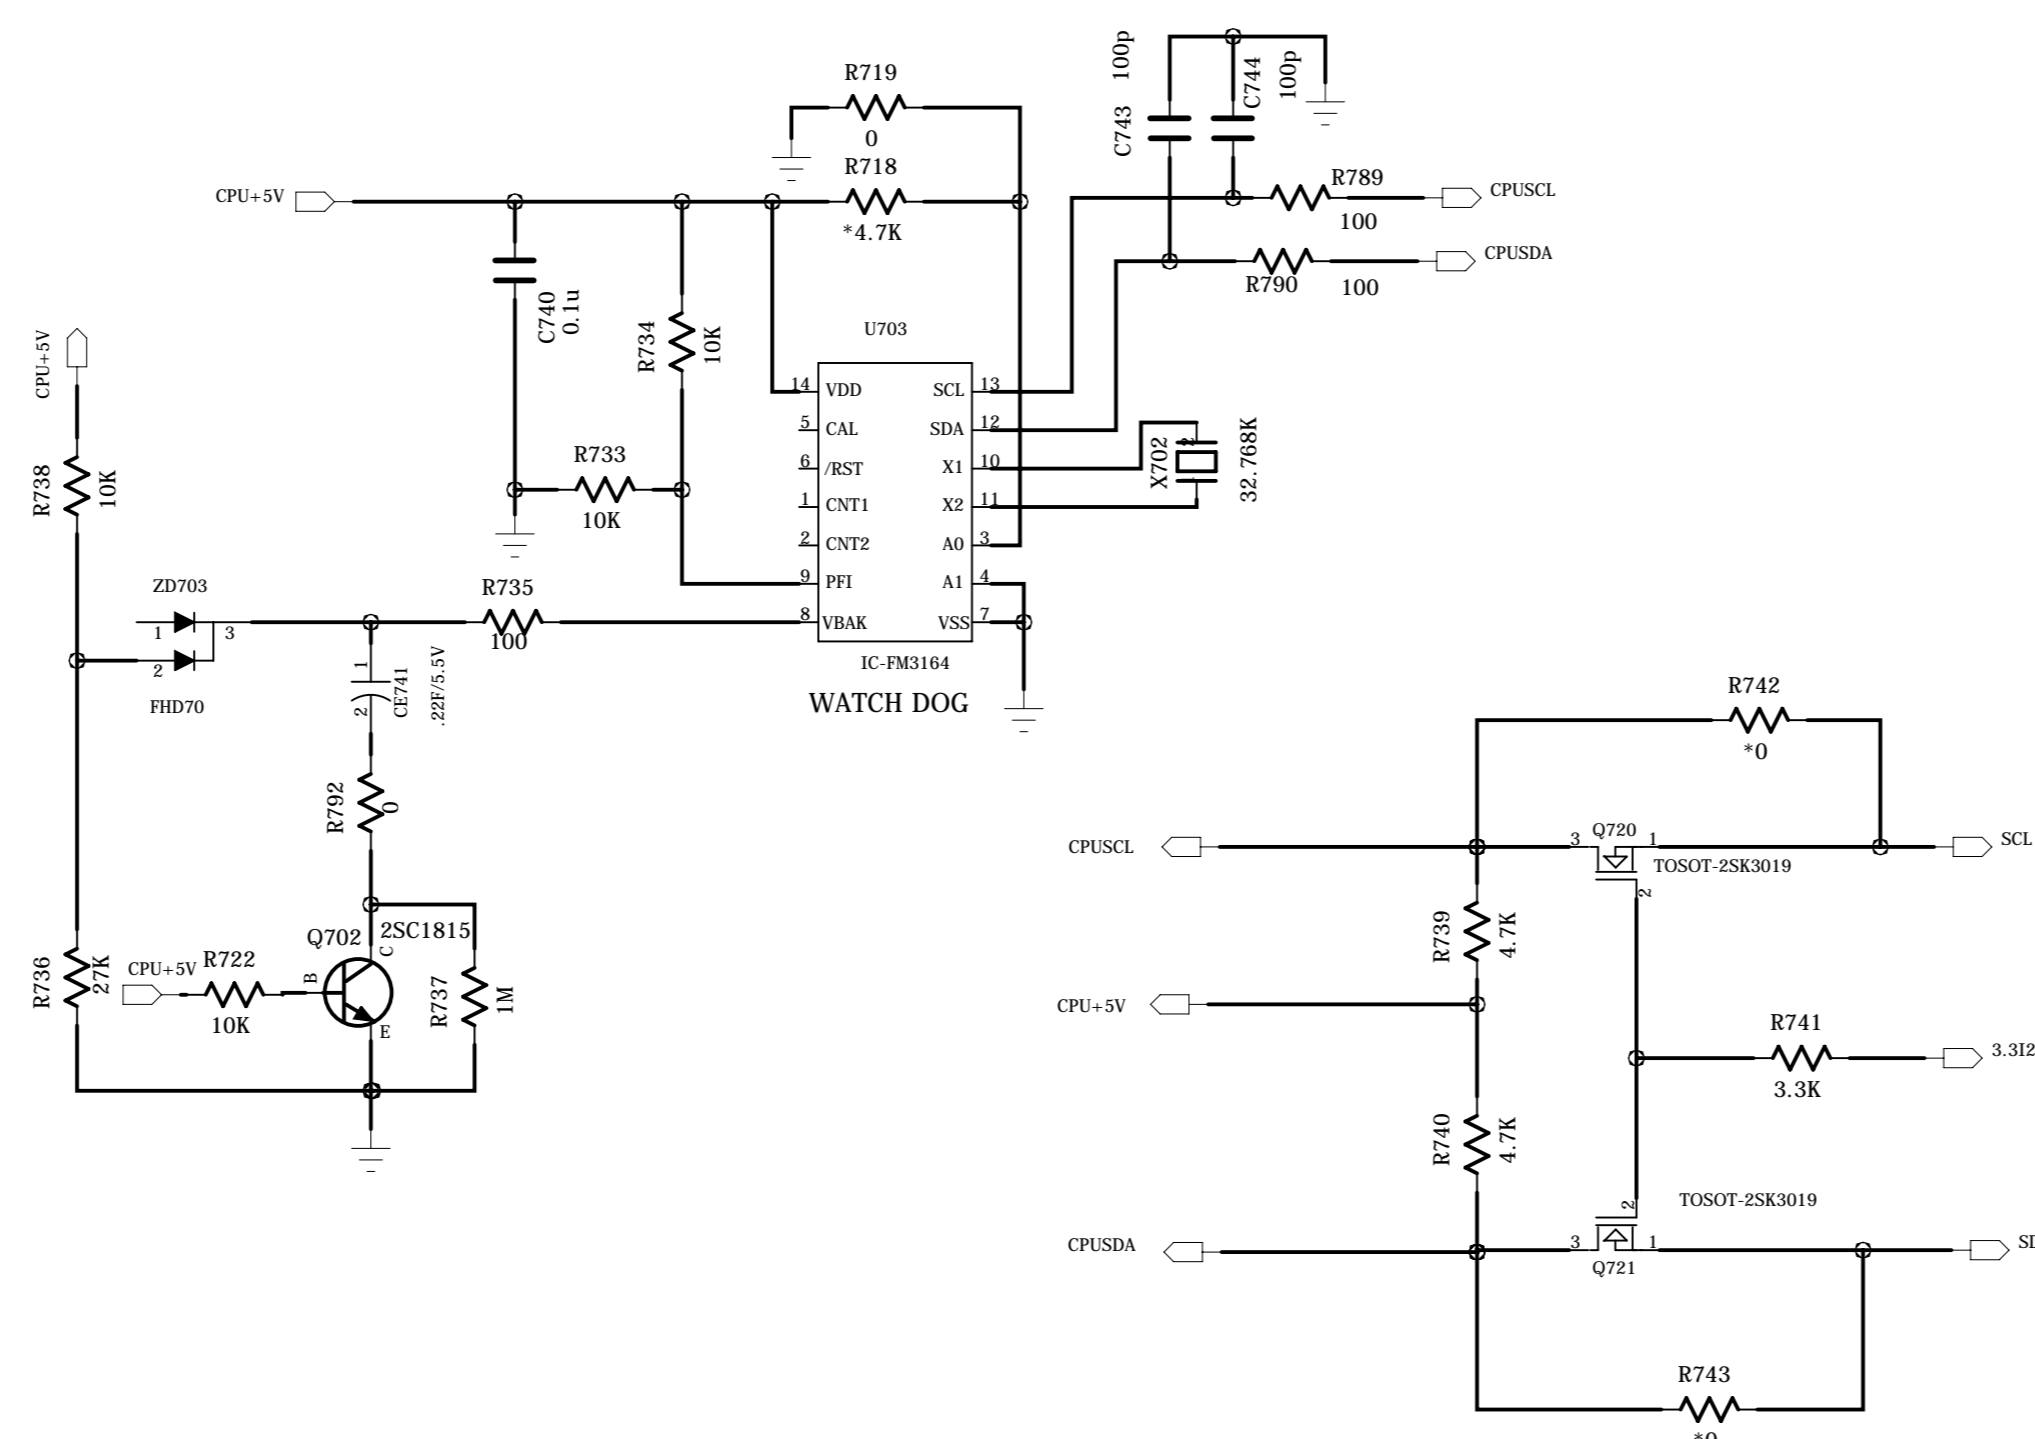 R719
0
R718
*4.7K
CPU+5V
C740
0.1u
R734
10K
R733
10K
100p
C743
C744
100p
R789
100
CPUSCL
CPUSDA
R790
100
U703
14 VDD
5 CAL
6 /RST
1 CNT1
2 CNT2
9 PFI
8 VBAK
SCL 13
SDA 12
X1 10
X2 11
A0 3
A1 4
VSS 7
IC-FM3164
WATCH DOG
X702
2
32.768K
CPU+5V
R738
10K
ZD703
1
3
2
FHD70
R735
100
1
2
CE741
.22F/5.5V
R792
0
2SC1815
Q702
C
B
E
R737
1M
R736
27K
CPU+5V
R722
10K
R742
*0
CPUSCL
3
Q720
1
SCL
TOSOT-2SK3019
2
R739
4.7K
CPU+5V
R741
3.3K
3.3I2
R740
4.7K
TOSOT-2SK3019
2
CPUSDA
3
1
Q721
R743